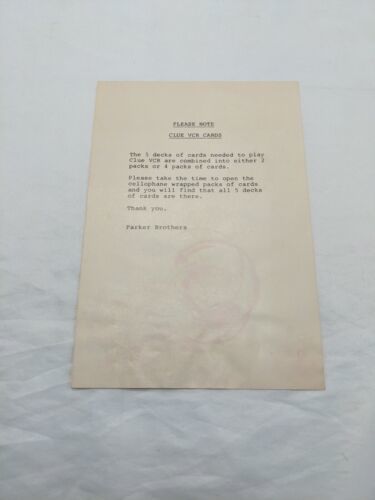 PLEASE NOTE
CLUE VCR CARDS
The 5 decks of cards needed to play
Clue VCR are combined into either 2
packs or 4 packs of cards.
Please take the time to open the
cellophane wrapped packs of cards
and you will find that all 5 decks
of cards are there.
Thank you,
Parker Brothers